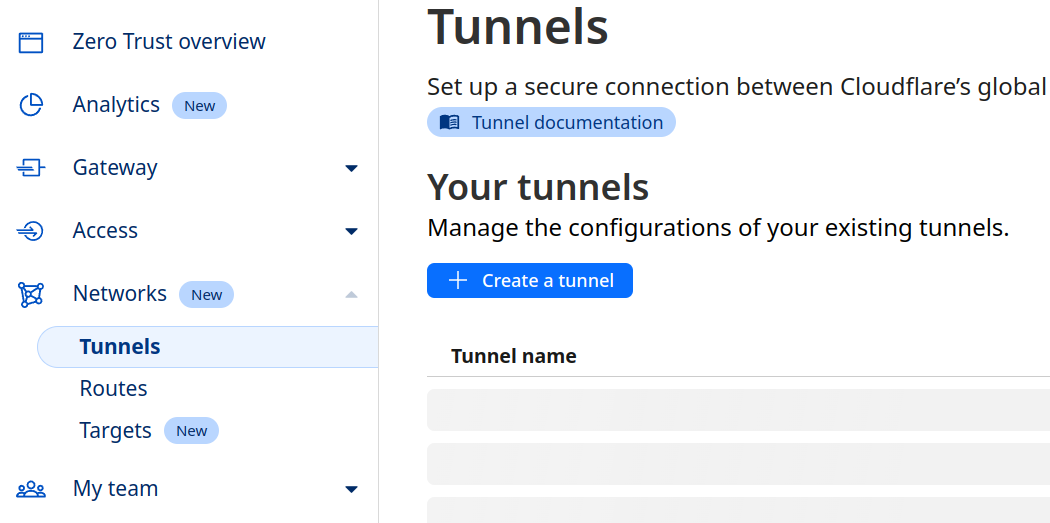 Zero Trust overview
Analytics New
Gateway
Access
Networks New
Tunnels
Routes
Targets New
My team
Tunnels
Set up a secure connection between Cloudflare’s global
Tunnel documentation
Your tunnels
Manage the configurations of your existing tunnels.
Create a tunnel
Tunnel name